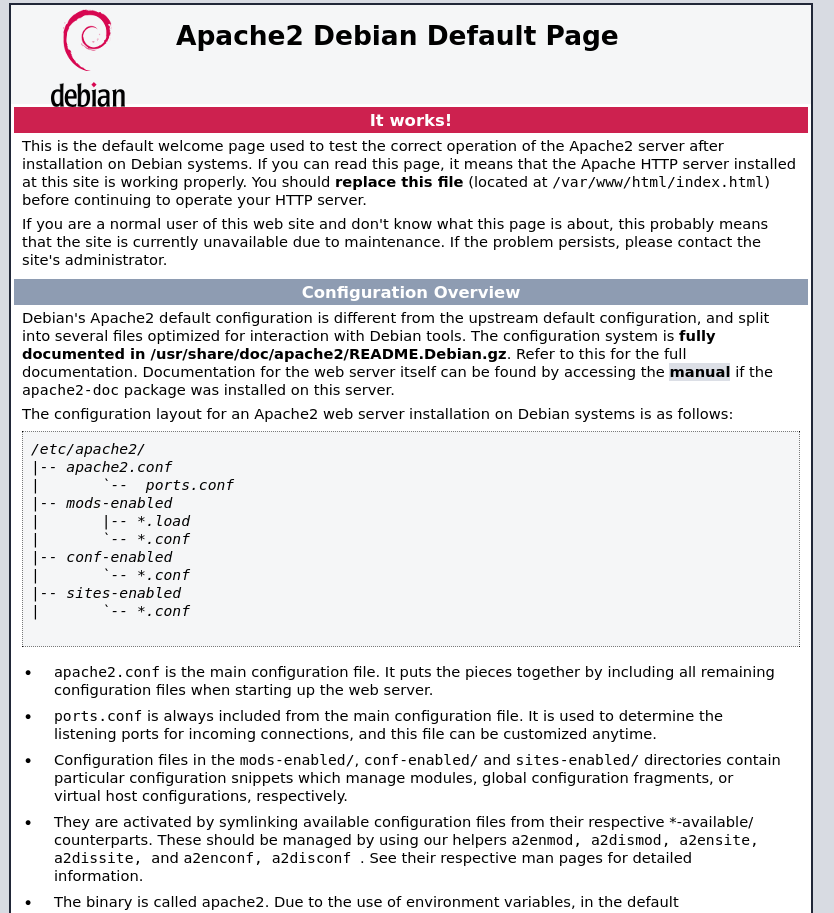 debian
Apache2 Debian Default Page
It works!
This is the default welcome page used to test the correct operation of the Apache2 server after
installation on Debian systems. If you can read this page, it means that the Apache HTTP server installed
at this site is working properly. You should replace this file (located at /var/www/html/index.html)
before continuing to operate your HTTP server.
If you are a normal user of this web site and don't know what this page is about, this probably means
that the site is currently unavailable due to maintenance. If the problem persists, please contact the
site's administrator.
Configuration Overview
Debian's Apache2 default configuration is different from the upstream default configuration, and split
into several files optimized for interaction with Debian tools. The configuration system is fully
documented in /usr/share/doc/apache2/README.Debian.gz. Refer to this for the full
documentation. Documentation for the web server itself can be found by accessing the manual if the
apache2-doc package was installed on this server.
The configuration layout for an Apache2 web server installation on Debian systems is as follows:
/etc/apache2/
|-- apache2.conf
|       `--  ports.conf
|-- mods-enabled
|       |-- *.load
|       `-- *.conf
|-- conf-enabled
|       `-- *.conf
|-- sites-enabled
|       `-- *.conf
• apache2.conf is the main configuration file. It puts the pieces together by including all remaining
configuration files when starting up the web server.
• ports.conf is always included from the main configuration file. It is used to determine the
listening ports for incoming connections, and this file can be customized anytime.
• Configuration files in the mods-enabled/, conf-enabled/ and sites-enabled/ directories contain
particular configuration snippets which manage modules, global configuration fragments, or
virtual host configurations, respectively.
• They are activated by symlinking available configuration files from their respective *-available/
counterparts. These should be managed by using our helpers a2enmod, a2dismod, a2ensite,
a2dissite, and a2enconf, a2disconf . See their respective man pages for detailed
information.
• The binary is called apache2. Due to the use of environment variables, in the default